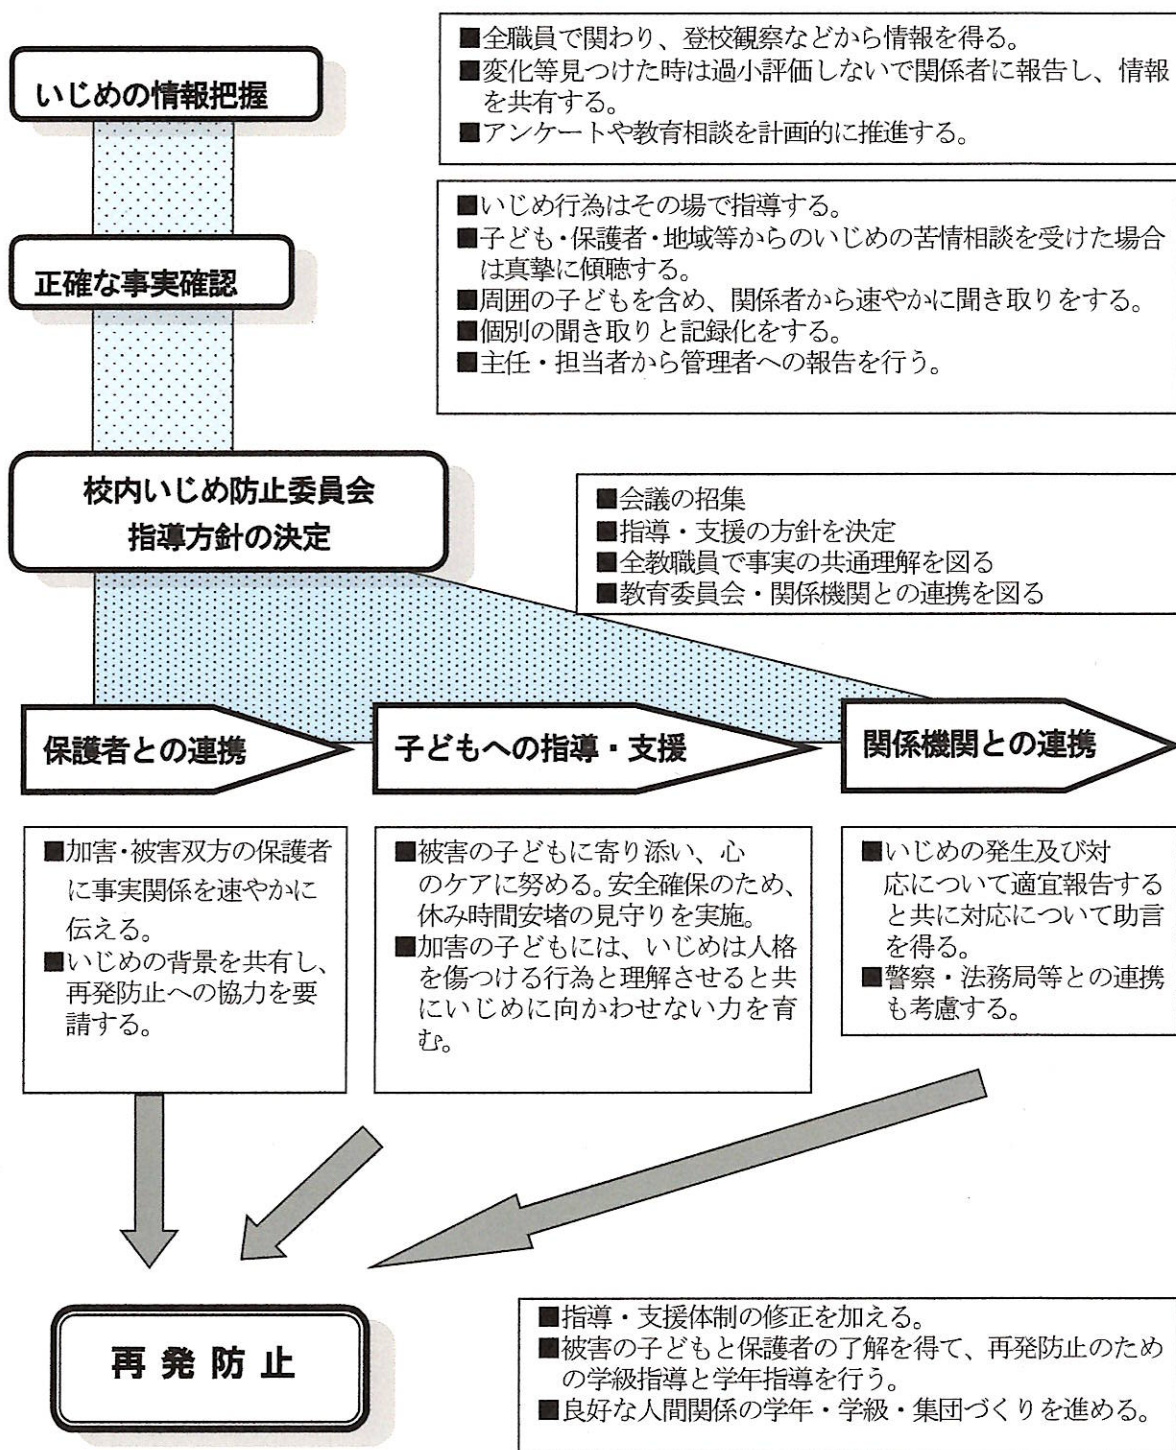 いじめの情報把握
■全職員で関わり、登校観察などから情報を得る。
■変化等見つけた時は過小評価しないで関係者に報告し、情報
を共有する。
■アンケートや教育相談を計画的に推進する。
正確な事実確認
■いじめ行為はその場で指導する。
■子ども・保護者・地域等からのいじめの苦情相談を受けた場合
は真摯に傾聴する。
■周囲の子どもを含め、関係者から速やかに聞き取りをする。
■個別の聞き取りと記録化をする。
■主任・担当者から管理者への報告を行う。
校内いじめ防止委員会
指導方針の決定
■会議の招集
■指導・支援の方針を決定
■全教職員で事実の共通理解を図る
■教育委員会・関係機関との連携を図る
保護者との連携
■加害・被害双方の保護者
に事実関係を速やかに
伝える。
■いじめの背景を共有し、
再発防止への協力を要
請する。
子どもへの指導・支援
■被害の子どもに寄り添い、心
のケアに努める。安全確保のため、
休み時間安堵の見守りを実施。
■加害の子どもには、いじめは人格
を傷つける行為と理解させると共
にいじめに向かわせない力を育
む。
関係機関との連携
■いじめの発生及び対
応について適宜報告する
と共に対応について助言
を得る。
■警察・法務局等との連携
も考慮する。
再発防止
■指導・支援体制の修正を加える。
■被害の子どもと保護者の了解を得て、再発防止のため
の学級指導と学年指導を行う。
■良好な人間関係の学年・学級・集団づくりを進める。